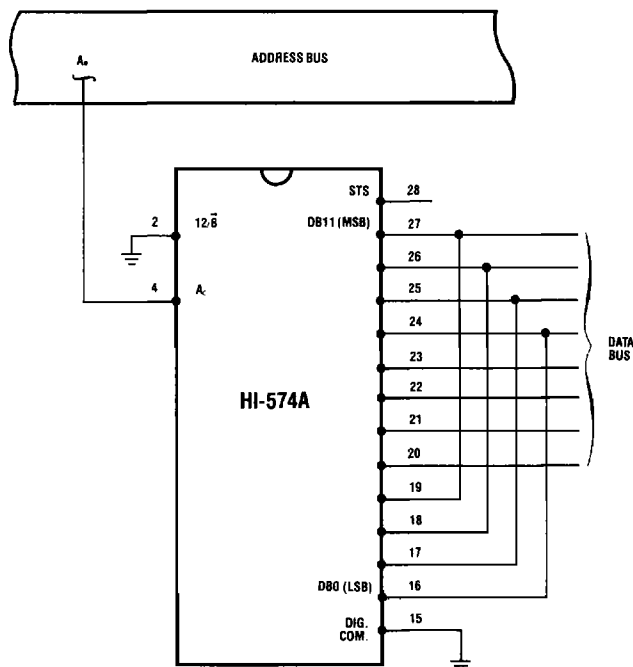 ADDRESS BUS
A₀
STS 28
2 12/8̅ DB11 (MSB) 27
26
4 A₀ 25
24
23
DATA
BUS
HI-574A
22
21
20
19
18
17
DB0 (LSB) 16
DIG.
COM.
15